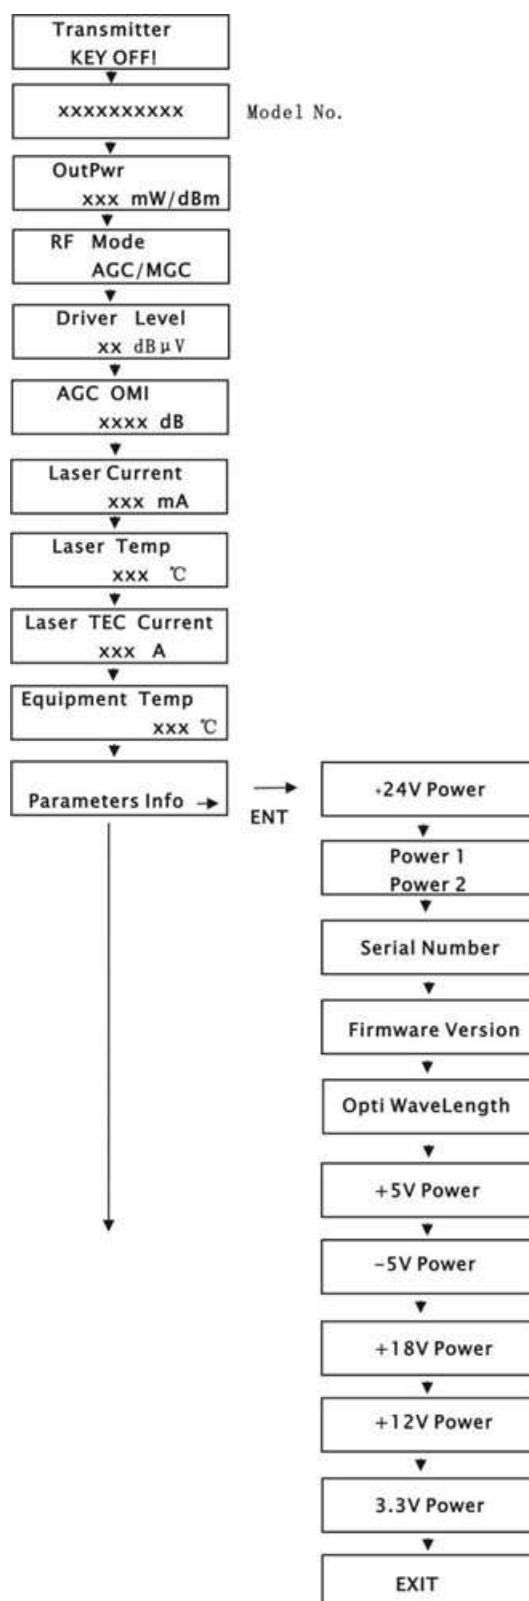 Transmitter
KEY OFF!
xxxxxxxxxx
Model No.
OutPwr
xxx mW/dBm
RF Mode
AGC/MGC
Driver Level
xx dBμV
AGC OMI
xxxx dB
Laser Current
xxx mA
Laser Temp
xxx ℃
Laser TEC Current
xxx A
Equipment Temp
xxx ℃
Parameters Info →
ENT
+24V Power
Power 1
Power 2
Serial Number
Firmware Version
Opti WaveLength
+5V Power
-5V Power
+18V Power
+12V Power
3.3V Power
EXIT